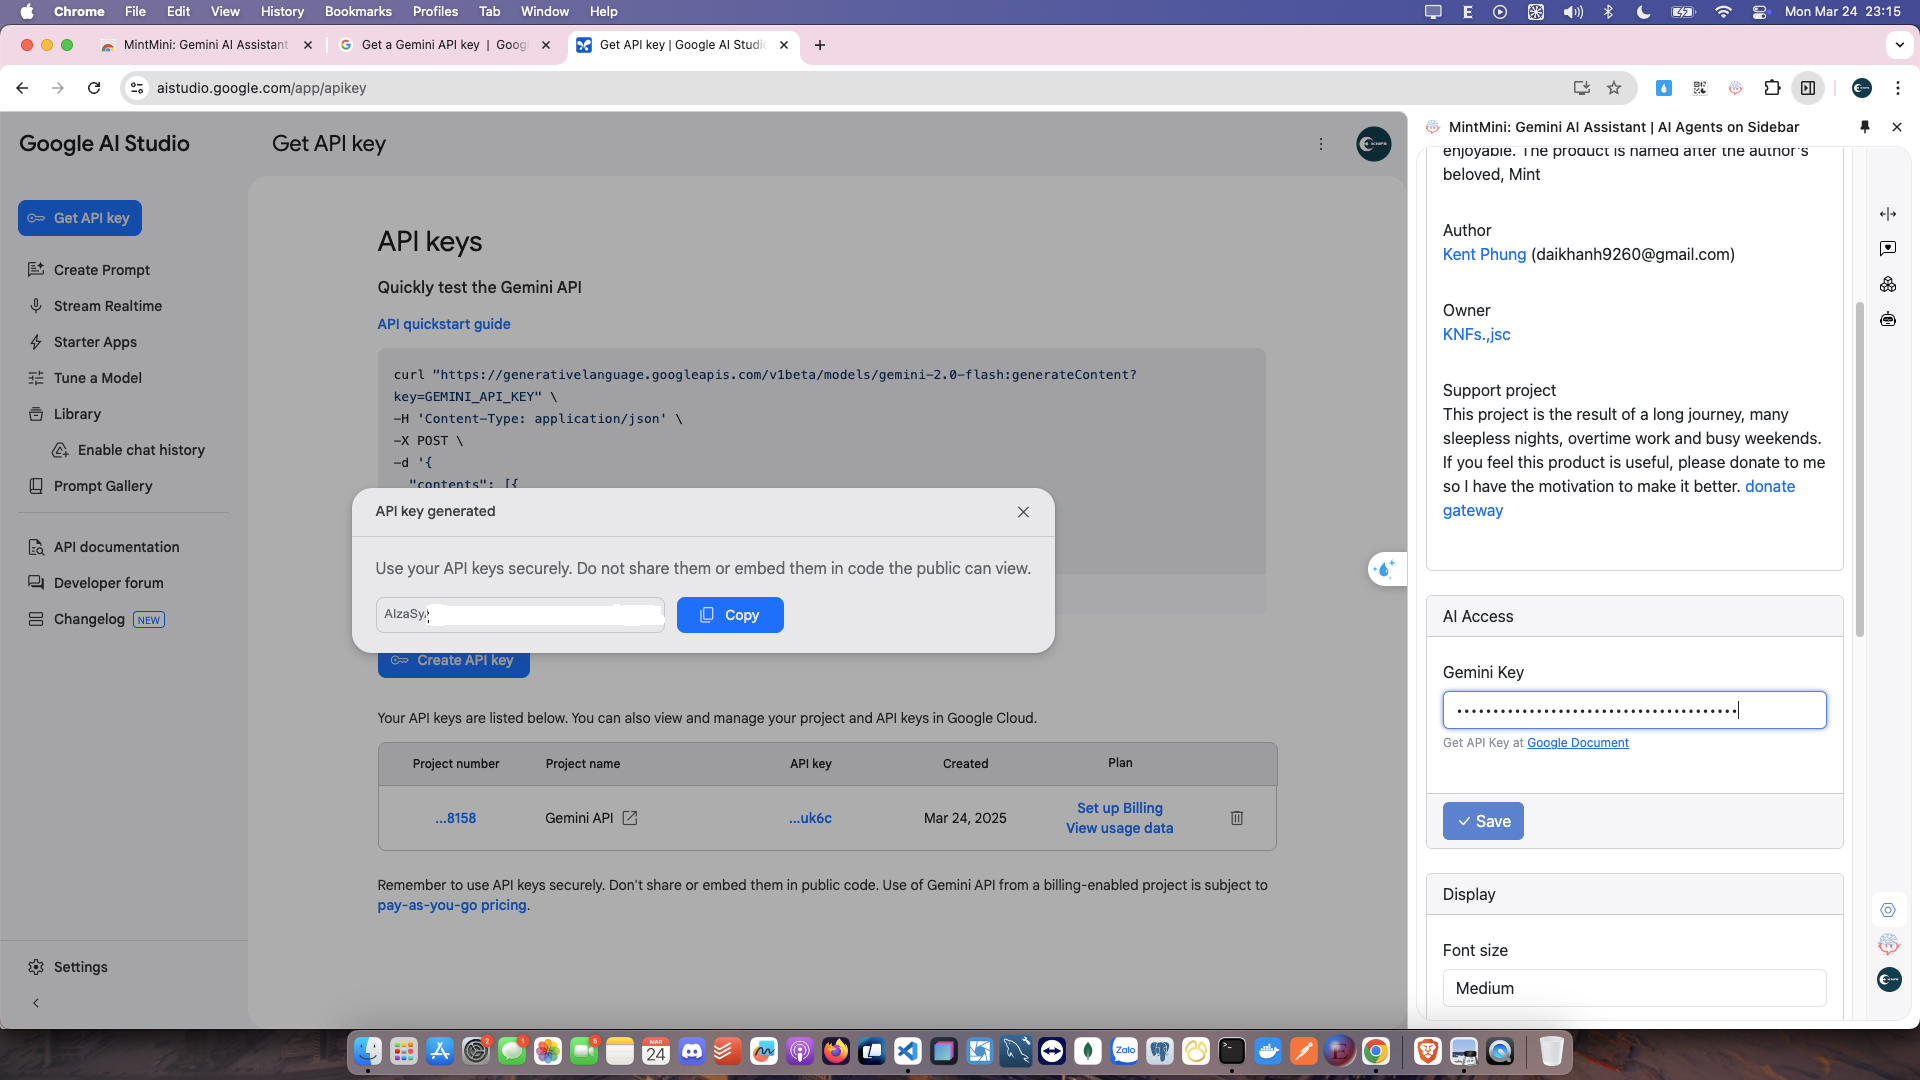 Chrome File Edit View History Bookmarks Profiles Tab Window Help
Mon Mar 24 23:15
MintMini: Gemini AI Assistant
Get a Gemini API key | Goog
Get API key | Google AI Studi
aistudio.google.com/app/apikey
Google AI Studio
Get API key
Get API key
Create Prompt
Stream Realtime
Starter Apps
Tune a Model
Library
Enable chat history
Prompt Gallery
API documentation
Developer forum
Changelog NEW
Settings
API keys
Quickly test the Gemini API
API quickstart guide
curl "https://generativelanguage.googleapis.com/v1beta/models/gemini-2.0-flash:generateContent?
key=GEMINI_API_KEY" \
-H 'Content-Type: application/json' \
-X POST \
-d '{
"contents": [{
API key generated
Use your API keys securely. Do not share them or embed them in code the public can view.
AIzaSy
Copy
Create API key
Your API keys are listed below. You can also view and manage your project and API keys in Google Cloud.
Project number Project name API key Created Plan
...8158 Gemini API ...uk6c Mar 24, 2025 Set up Billing
View usage data
Remember to use API keys securely. Don't share or embed them in public code. Use of Gemini API from a billing-enabled project is subject to
pay-as-you-go pricing.
MintMini: Gemini AI Assistant | AI Agents on Sidebar
enjoyable. The product is named after the author's
beloved, Mint
Author
Kent Phung (daikhanh9260@gmail.com)
Owner
KNFs.,jsc
Support project
This project is the result of a long journey, many
sleepless nights, overtime work and busy weekends.
If you feel this product is useful, please donate to me
so I have the motivation to make it better. donate
gateway
AI Access
Gemini Key
••••••••••••••••••••••••••••••••••••••
Get API Key at Google Document
Save
Display
Font size
Medium
MAR
24
Zalo